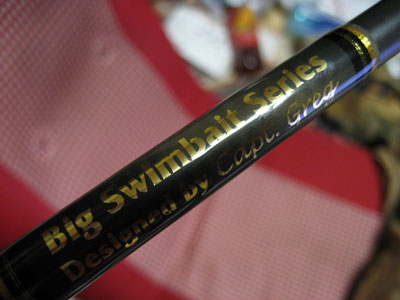 Big Swimbait Series
Designed by Capt. Greg